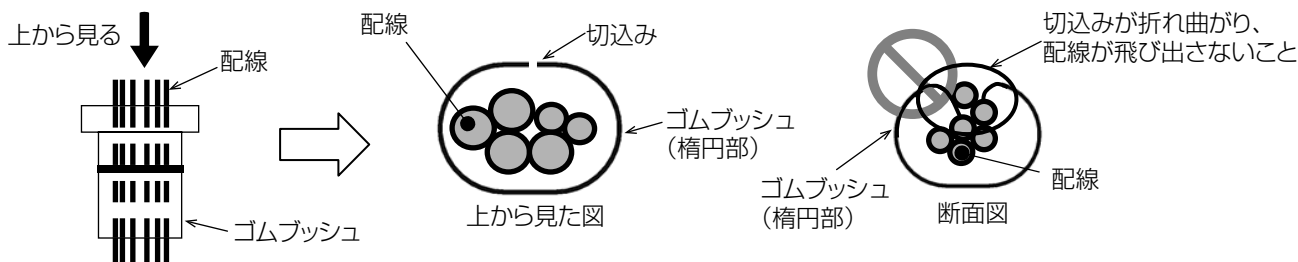 上から見る
配線
ゴムブッシュ
配線
切込み
ゴムブッシュ
（楕円部）
上から見た図
切込みが折れ曲がり、
配線が飛び出さないこと
ゴムブッシュ
（楕円部）
配線
断面図